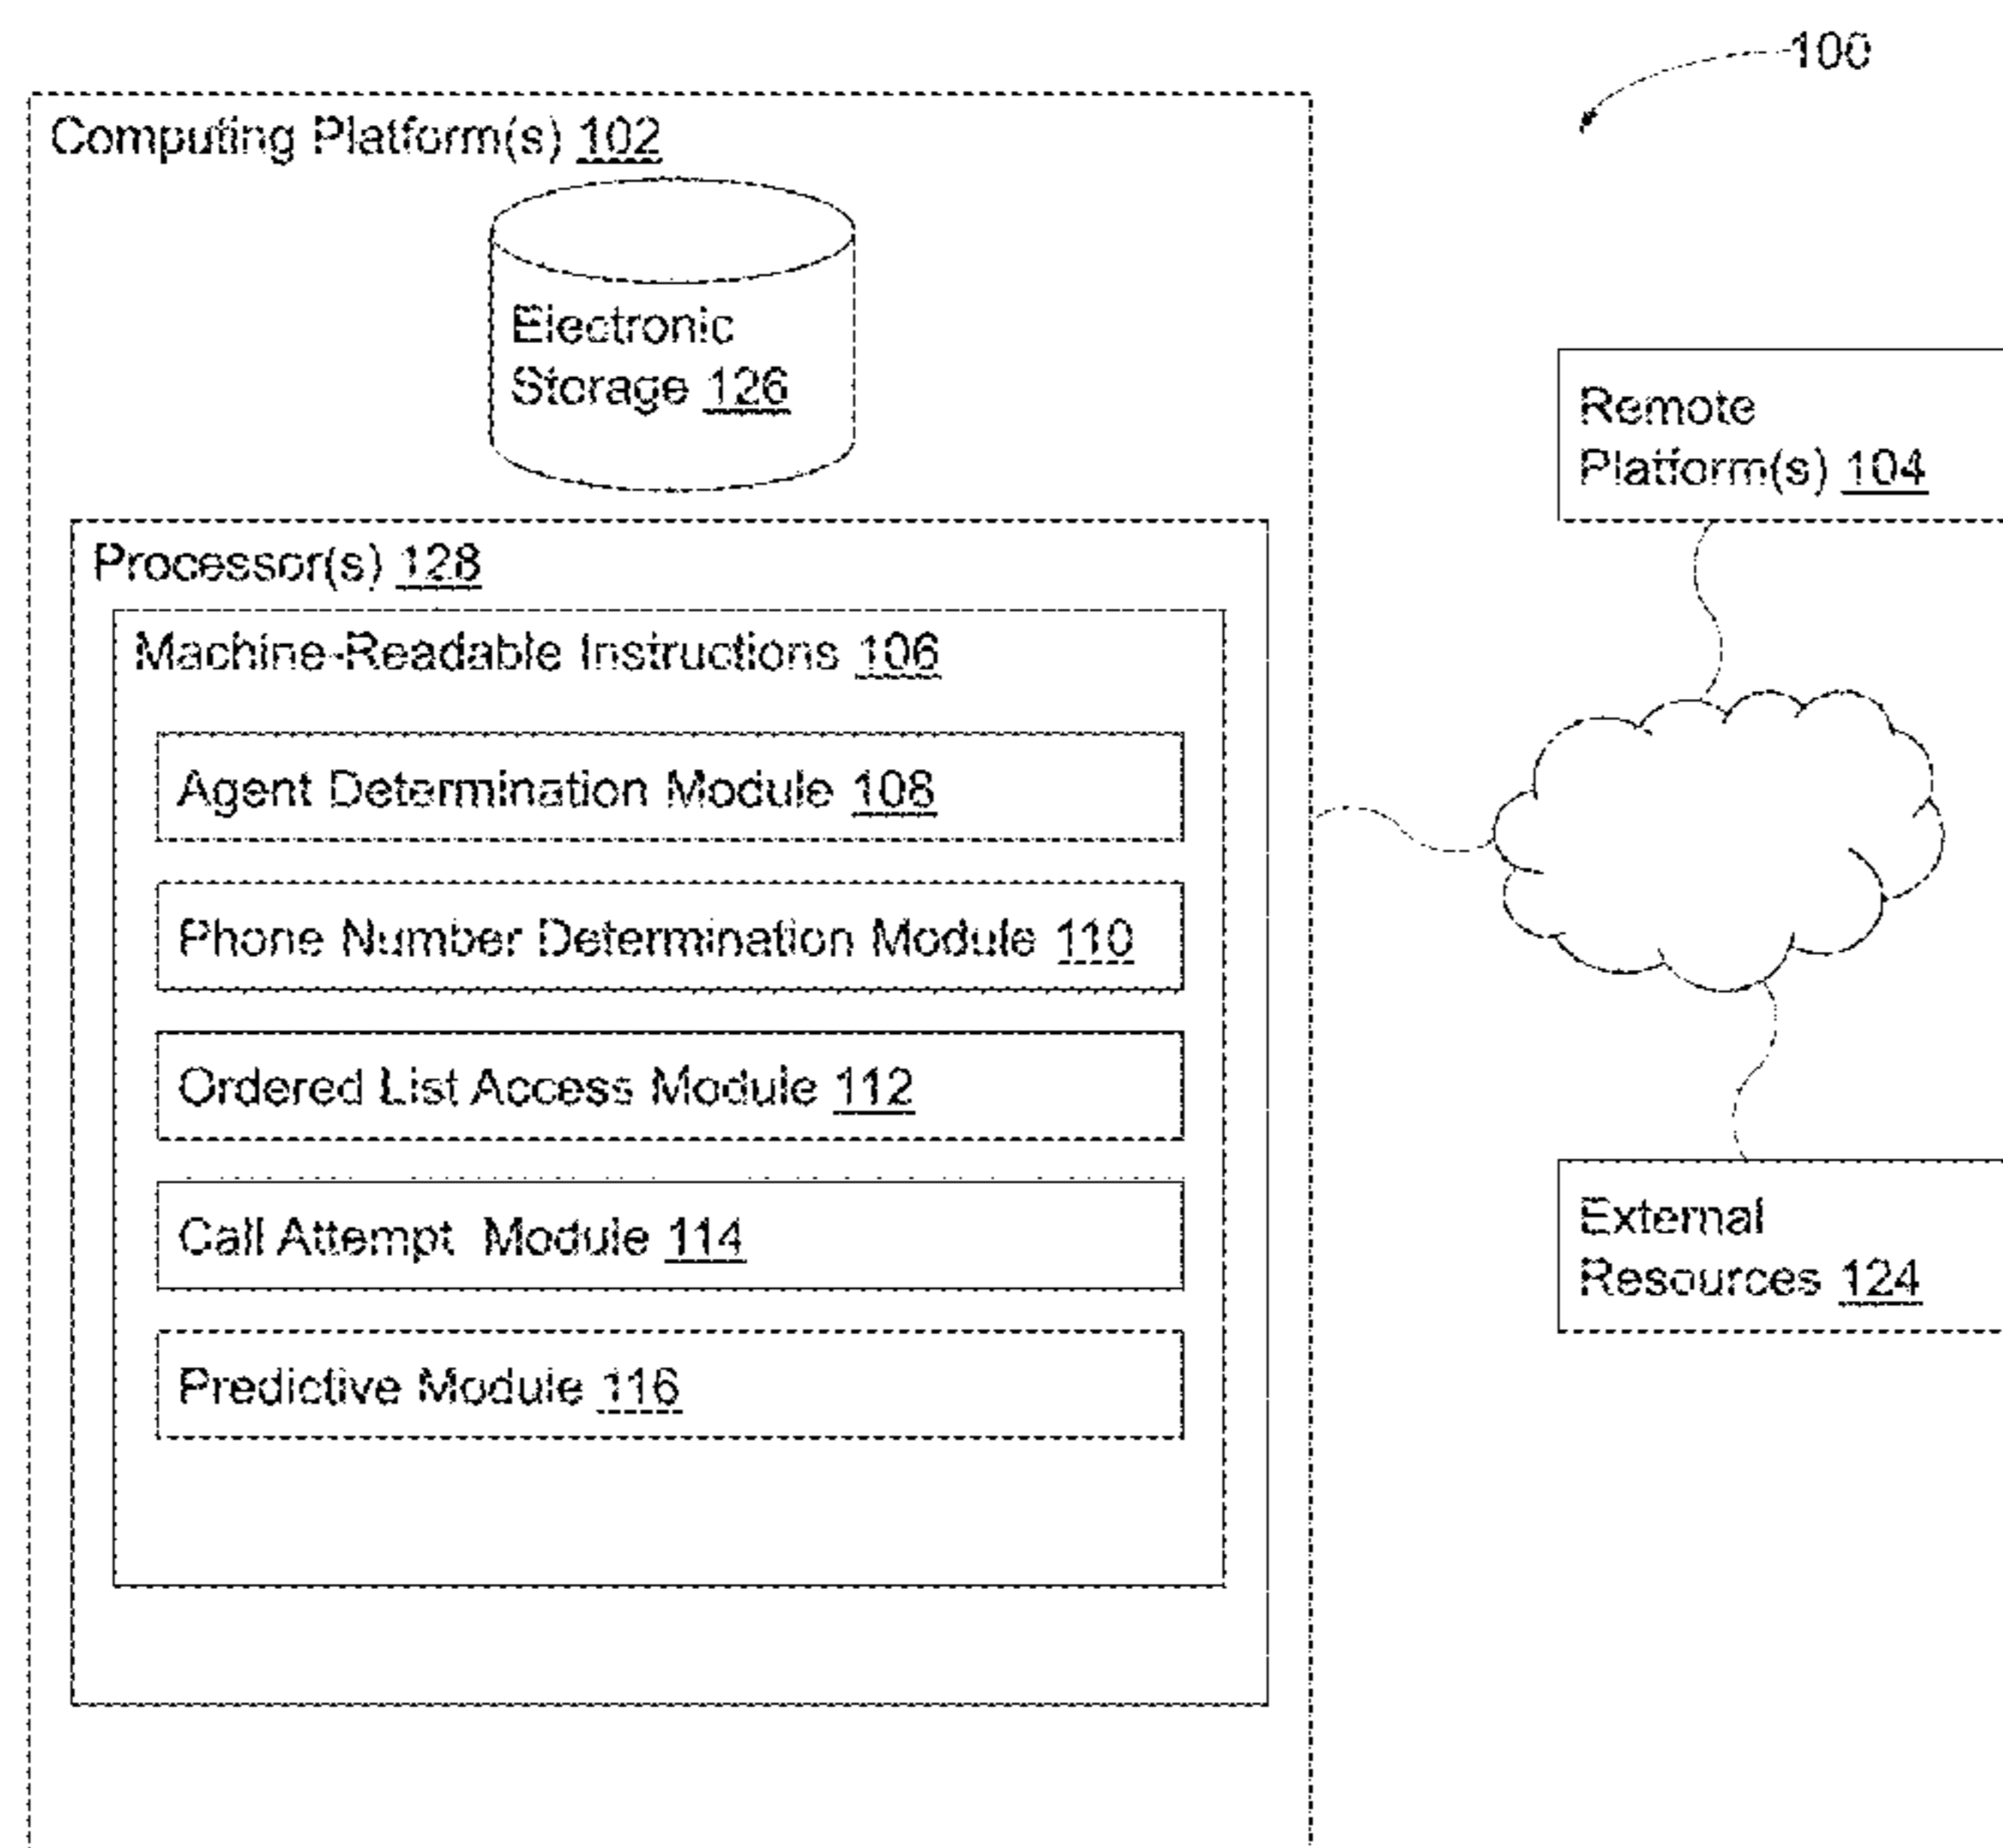 100
Computing Platform(s) 102
Electronic
Storage 126
Remote
Platform(s) 104
Processor(s) 128
Machine-Readable Instructions 106
Agent Determination Module 108
Phone Number Determination Module 110
Ordered List Access Module 112
Call Attempt Module 114
Predictive Module 116
External
Resources 124